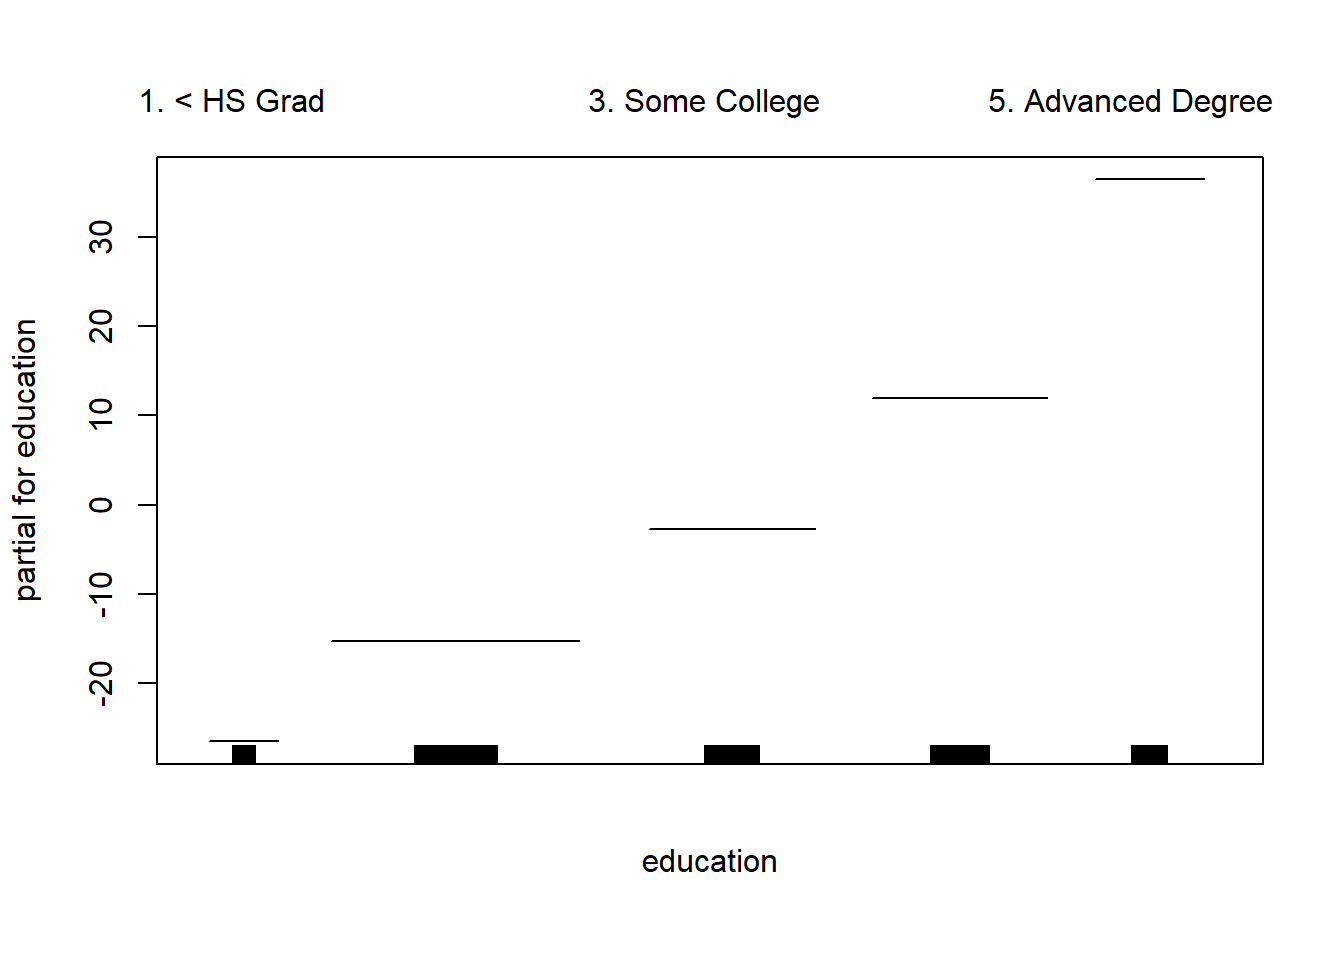 1. < HS Grad
3. Some College
5. Advanced Degree
30
20
10
0
-10
-20
partial for education
education